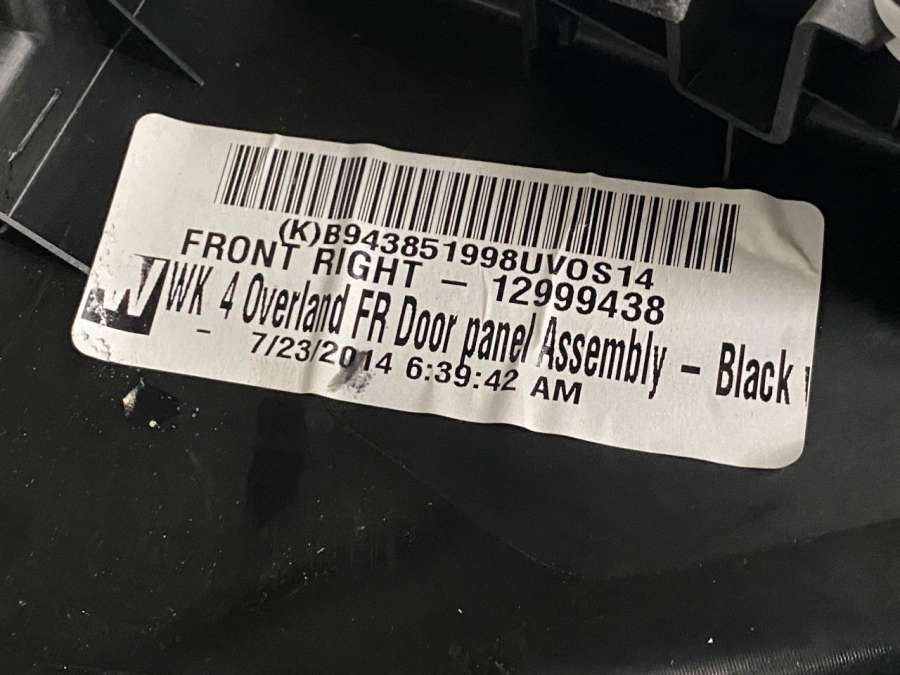 (K)B943851998UVOS14
FRONT RIGHT - 12999438
WK 4 Overland FR Door panel Assembly - Black
- 7/23/2014 6:39:42 AM